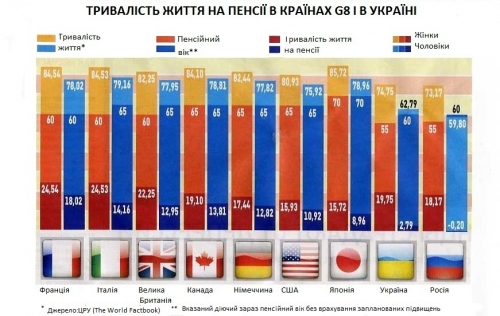 ТРИВАЛІСТЬ ЖИТТЯ НА ПЕНСІЇ В КРАЇНАХ G8 І В УКРАЇНІ
Тривалість Пенсійний Тривалість життя Жінки
життя* вік** на пенсії Чоловіки
84,54 78,02 84,53 79,16 82,25 77,95 84,10 78,81 82,44 77,82 80,93 75,92 85,72 78,96 74,75 62,79 73,17 60
60 60 60 65 60 65 65 65 65 65 65 65 70 70 55 60 55 59,80
24,54 18,02 24,53 14,16 22,25 12,95 19,10 13,81 17,44 12,82 15,93 10,92 15,72 8,96 19,75 2,79 18,17 -0,20
Франція Італія Велика Британія Канада Німеччина США Японія Україна Росія
* Джерело:ЦРУ (The World Factbook) ** Вказаний діючий зараз пенсійний вік без врахування запланованих підвищень